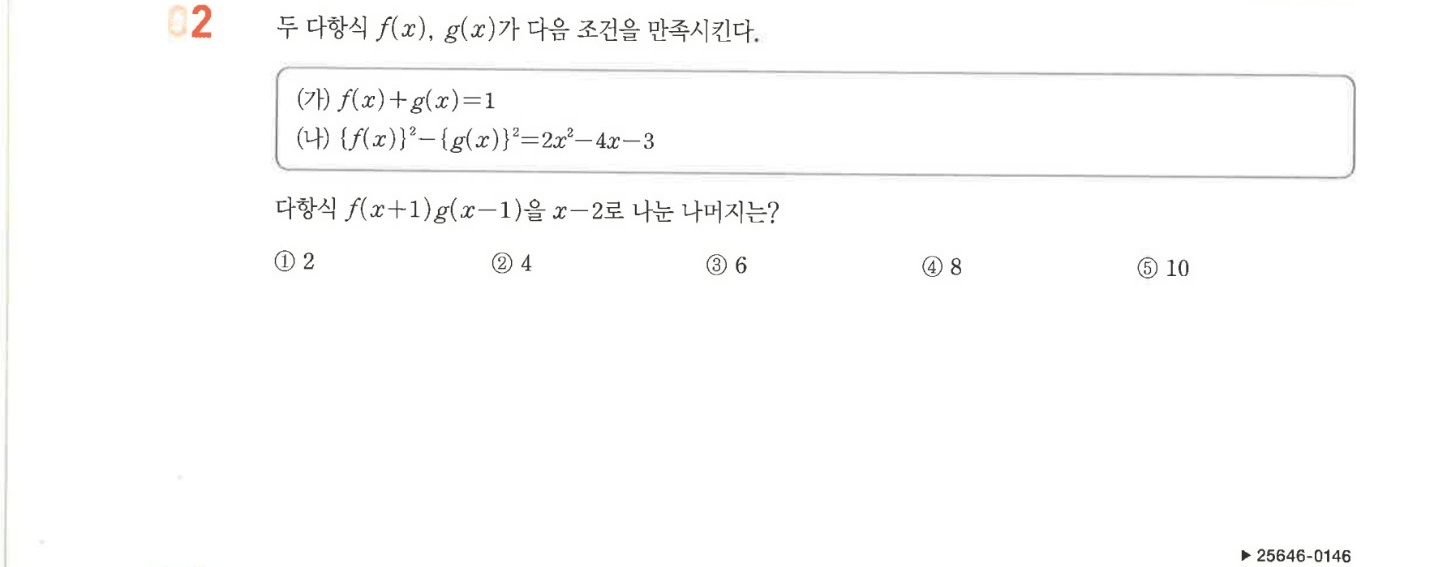 02
두 다항식 f(x), g(x)가 다음 조건을 만족시킨다.
(가) f(x)+g(x)=1
(나) {f(x)}²-{g(x)}²=2x²-4x-3
다항식 f(x+1)g(x-1)을 x-2로 나눈 나머지는?
① 2 ② 4 ③ 6 ④ 8 ⑤ 10
▶ 25646-0146